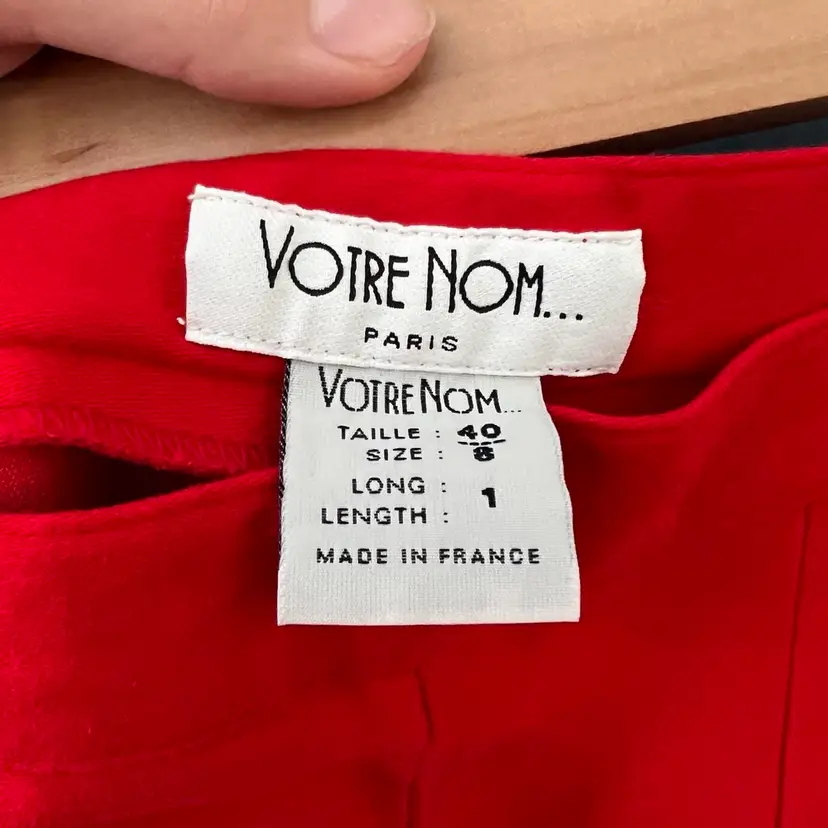 VOTRE NOM...
PARIS
VOTRE NOM...
TAILLE : 40
SIZE : 8
LONG :
LENGTH : 1
MADE IN FRANCE